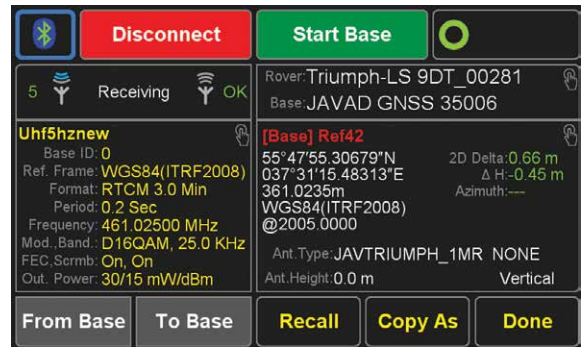 Disconnect
Start Base
5 Receiving OK
Rover:Triumph-LS 9DT_00281
Base:JAVAD GNSS 35006
Uhf5hznew
Base ID: 0
Ref. Frame: WGS84(ITRF2008)
Format: RTCM 3.0 Min
Period: 0.2 Sec
Frequency: 461.02500 MHz
Mod.,Band.: D16QAM, 25.0 KHz
FEC,Scrmb: On, On
Out. Power: 30/15 mW/dBm
[Base] Ref42
55°47'55.30679"N
037°31'15.48313"E
361.0235m
WGS84(ITRF2008)
@2005.0000
2D Delta:0.66 m
Δ H:-0.45 m
Azimuth:---
Ant.Type:JAVTRIUMPH_1MR NONE
Ant.Height:0.0 m Vertical
From Base
To Base
Recall
Copy As
Done